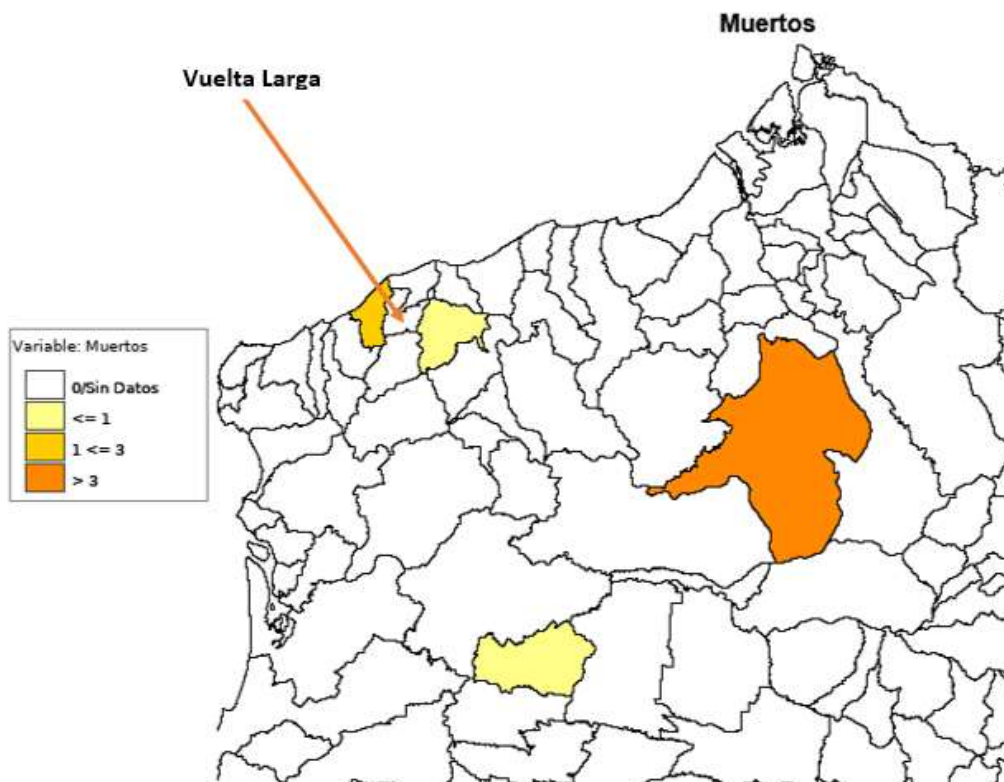 Muertos
Vuelta Larga
Variable: Muertos
0/Sin Datos
<= 1
1 <= 3
> 3